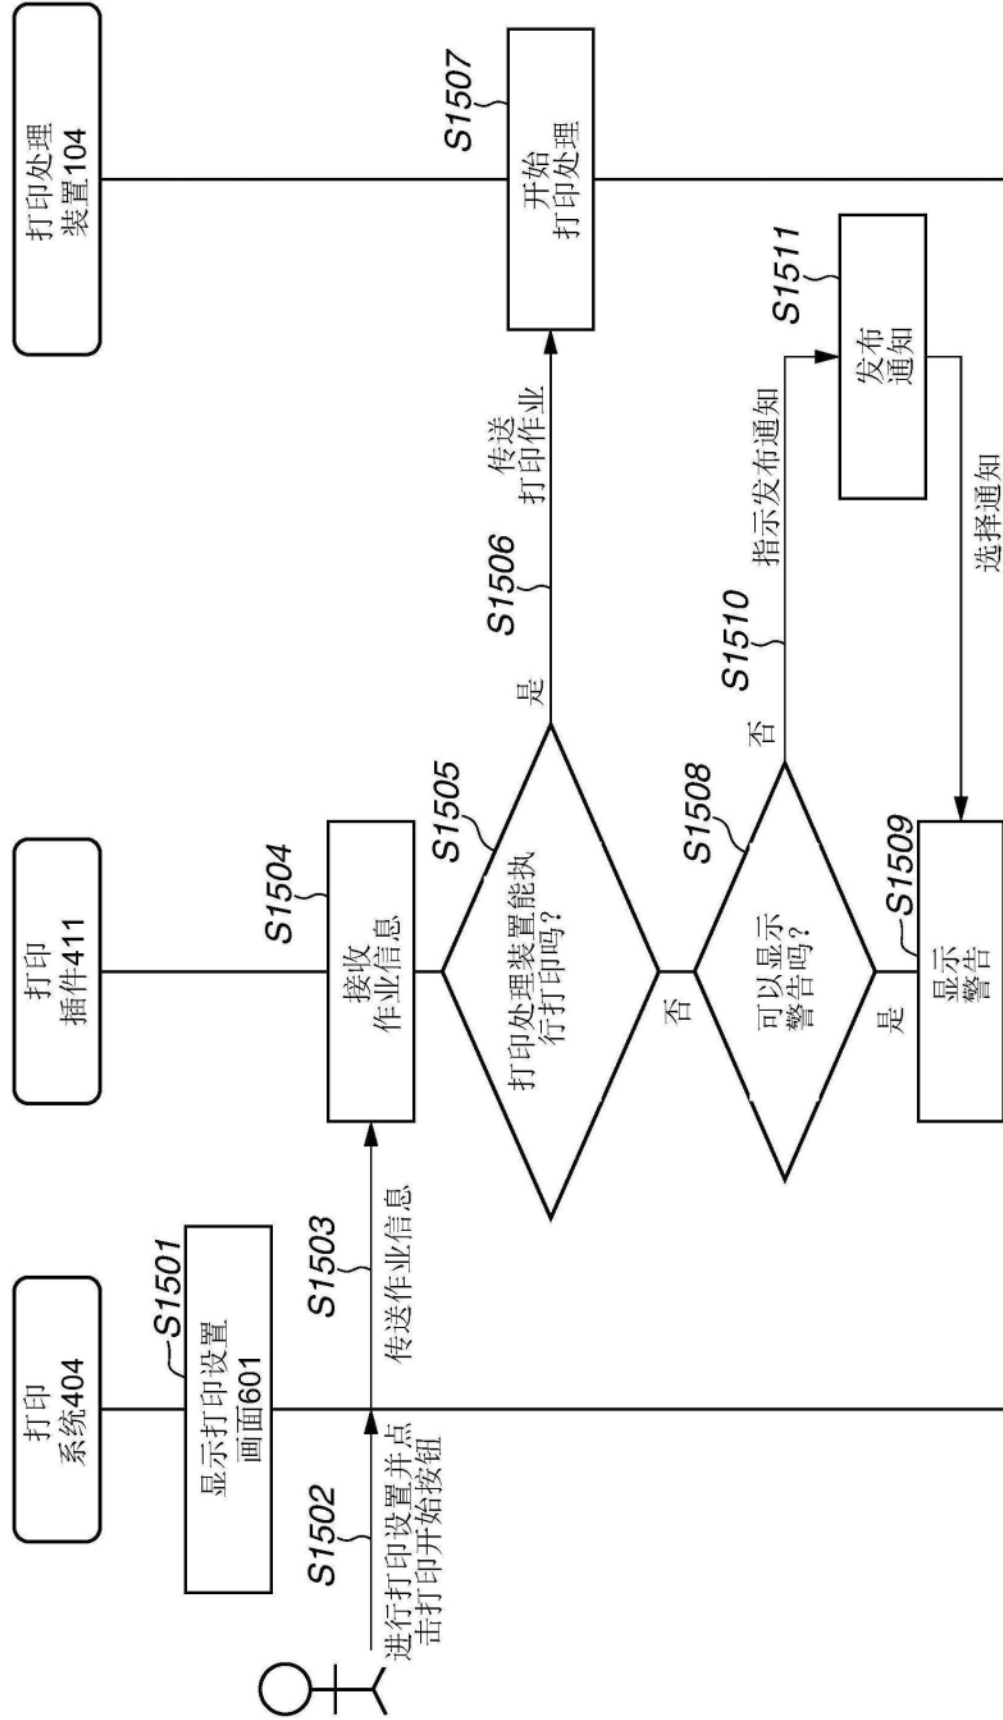 打印
系统404
打印
插件411
打印处理
装置104
S1501
显示打印设置
画面601
S1502
进行打印设置并点
击打印开始按钮
S1503
传送作业信息
S1504
接收
作业信息
S1505
打印处理装置能执
行打印吗?
是
S1506
传送
打印作业
S1507
开始
打印处理
否
S1508
可以显示
警告吗?
否
S1510
指示发布通知
S1511
发布
通知
选择通知
是
S1509
显示
警告